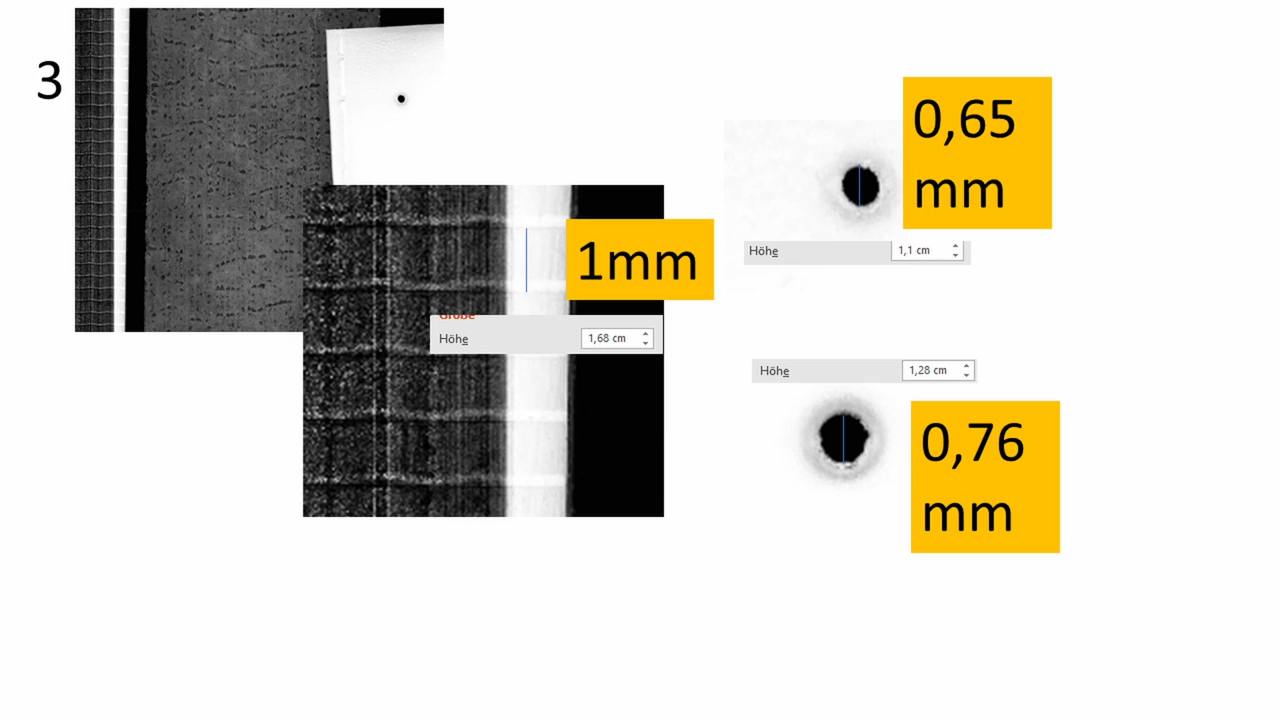 3
0,65
mm
Höhe
1,1 cm
1mm
Größe
Höhe
1,68 cm
Höhe
1,28 cm
0,76
mm